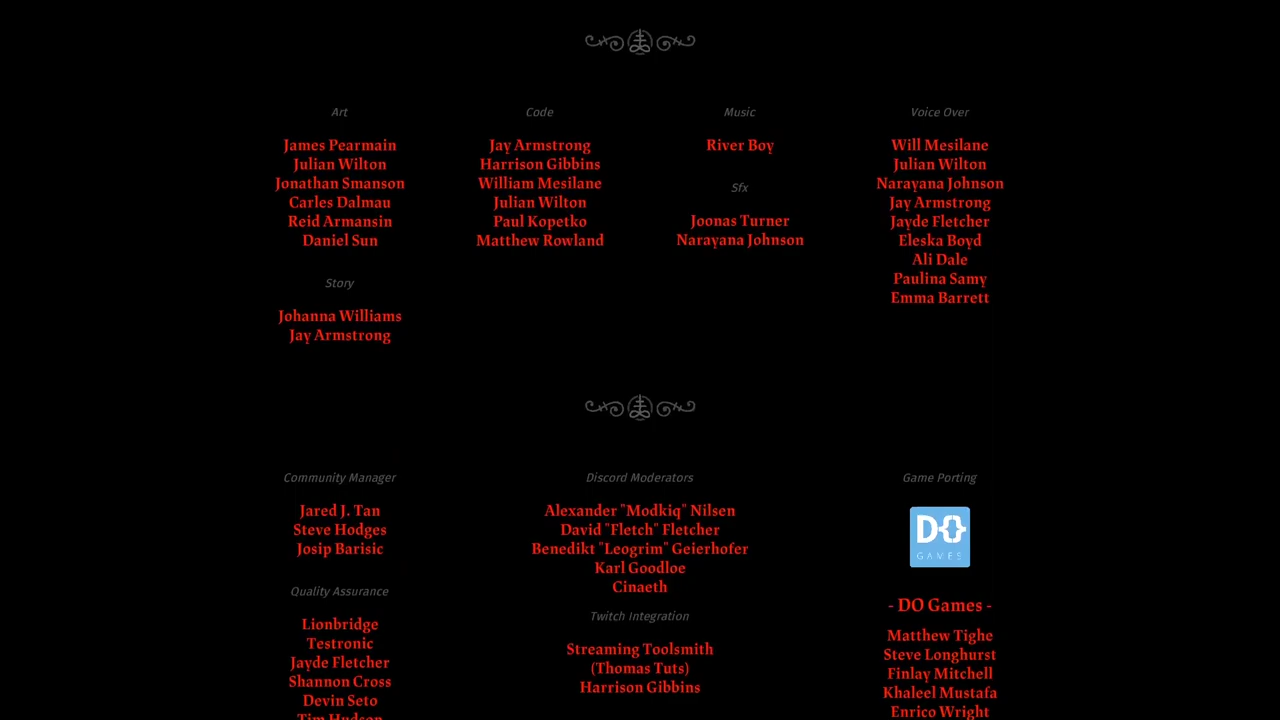 Art
James Pearmain
Julian Wilton
Jonathan Smanson
Carles Dalmau
Reid Armansin
Daniel Sun
Story
Johanna Williams
Jay Armstrong
Code
Jay Armstrong
Harrison Gibbins
William Mesilane
Julian Wilton
Paul Kopetko
Matthew Rowland
Music
River Boy
Sfx
Joonas Turner
Narayana Johnson
Voice Over
Will Mesilane
Julian Wilton
Narayana Johnson
Jay Armstrong
Jayde Fletcher
Eleska Boyd
Ali Dale
Paulina Samy
Emma Barrett
Community Manager
Jared J. Tan
Steve Hodges
Josip Barisic
Quality Assurance
Lionbridge
Testronic
Jayde Fletcher
Shannon Cross
Devin Seto
Tim Hudson
Discord Moderators
Alexander "Modkiq" Nilsen
David "Fletch" Fletcher
Benedikt "Leogrim" Geierhofer
Karl Goodloe
Cinaeth
Twitch Integration
Streaming Toolsmith
(Thomas Tuts)
Harrison Gibbins
Game Porting
D{O}
GAMES
- DO Games -
Matthew Tighe
Steve Longhurst
Finlay Mitchell
Khaleel Mustafa
Enrico Wright